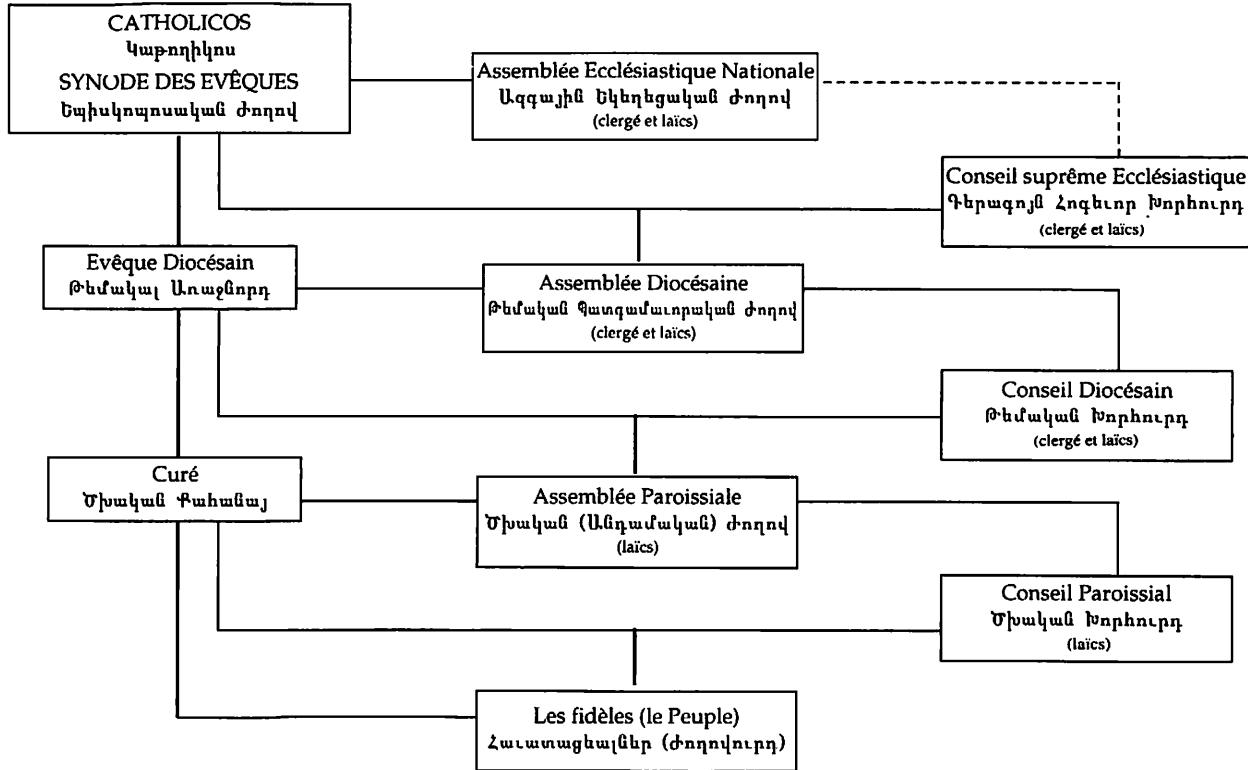 CATHOLICOS
Կաթողիկոս
SYNODE DES EVÊQUES
Եպիսկոպոսական Ժողով
Assemblée Ecclésiastique Nationale
Ազգային Եկեղեցական Ժողով
(clergé et laïcs)
Conseil suprême Ecclésiastique
Գերագոյն Հոգեւոր Խորհուրդ
(clergé et laïcs)
Evêque Diocésain
Թեմակալ Առաջնորդ
Assemblée Diocésaine
Թեմական Պատգամաւորական Ժողով
(clergé et laïcs)
Conseil Diocésain
Թեմական Խորհուրդ
(clergé et laïcs)
Curé
Ծխական Քահանայ
Assemblée Paroissiale
Ծխական (Անդամական) Ժողով
(laïcs)
Conseil Paroissial
Ծխական Խորհուրդ
(laïcs)
Les fidèles (le Peuple)
Հաւատացեալներ (Ժողովուրդ)